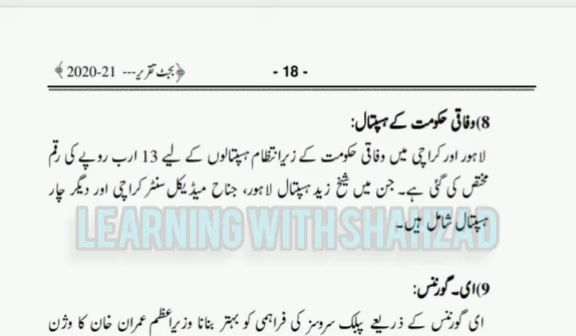 ﴿بجٹ تقریر--- 2020-21﴾
- 18 -
8) وفاقی حکومت کے ہسپتال:
لاہور اور کراچی میں وفاقی حکومت کے زیر انتظام ہسپتالوں کے لیے 13 ارب روپے کی رقم
مختص کی گئی ہے۔ جن میں شیخ زید ہسپتال لاہور، جناح میڈیکل سنٹر کراچی اور دیگر چار
ہسپتال شامل ہیں۔
LEARNING WITH SHAHZAD
9) ای۔گورننس:
ای گورننس کے ذریعے پبلک سروسز کی فراہمی کو بہتر بنانا وزیراعظم عمران خان کا وژن